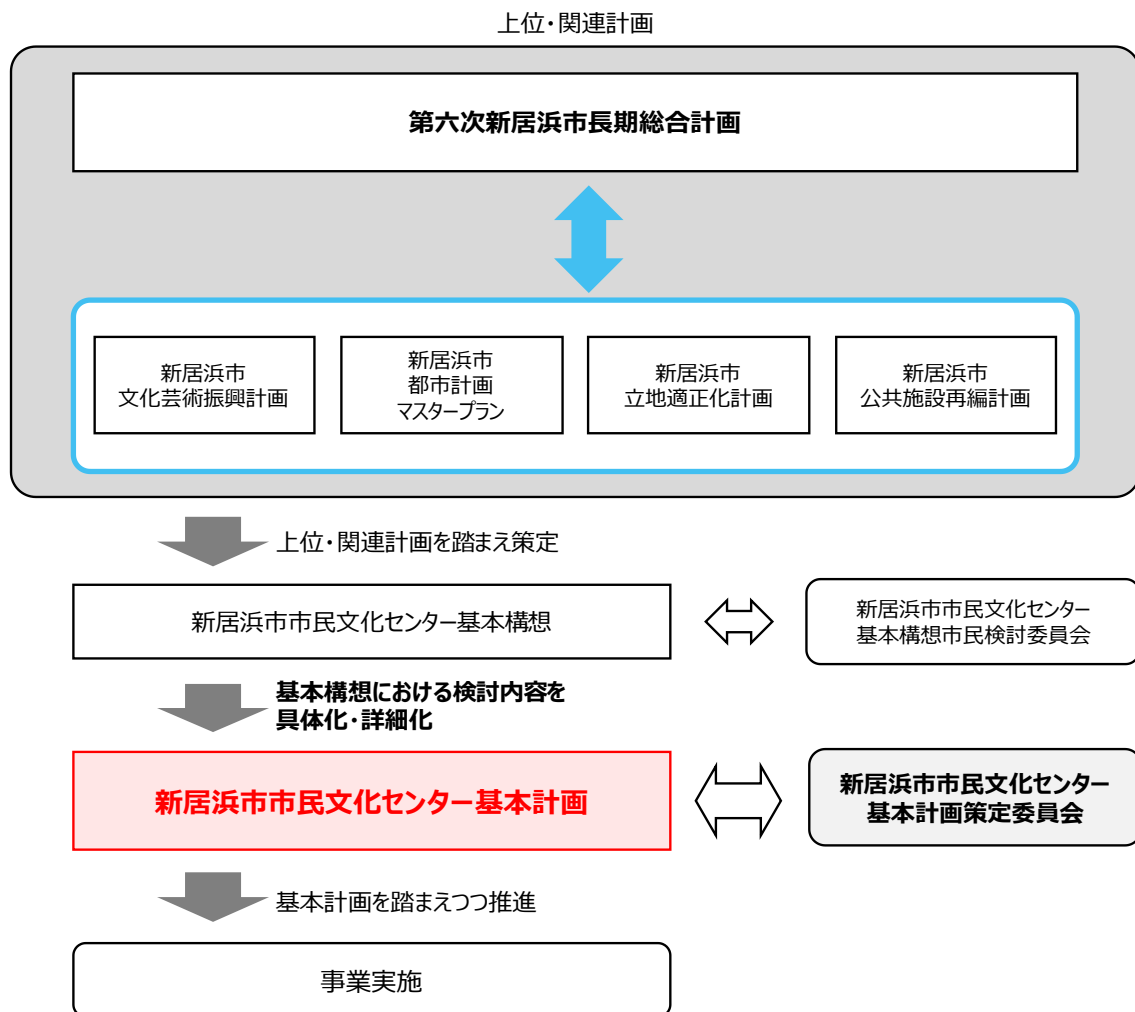 上位・関連計画
第六次新居浜市長期総合計画
新居浜市
文化芸術振興計画
新居浜市
都市計画
マスタープラン
新居浜市
立地適正化計画
新居浜市
公共施設再編計画
上位・関連計画を踏まえ策定
新居浜市市民文化センター基本構想
新居浜市市民文化センター
基本構想市民検討委員会
基本構想における検討内容を
具体化・詳細化
新居浜市市民文化センター基本計画
新居浜市市民文化センター
基本計画策定委員会
基本計画を踏まえつつ推進
事業実施